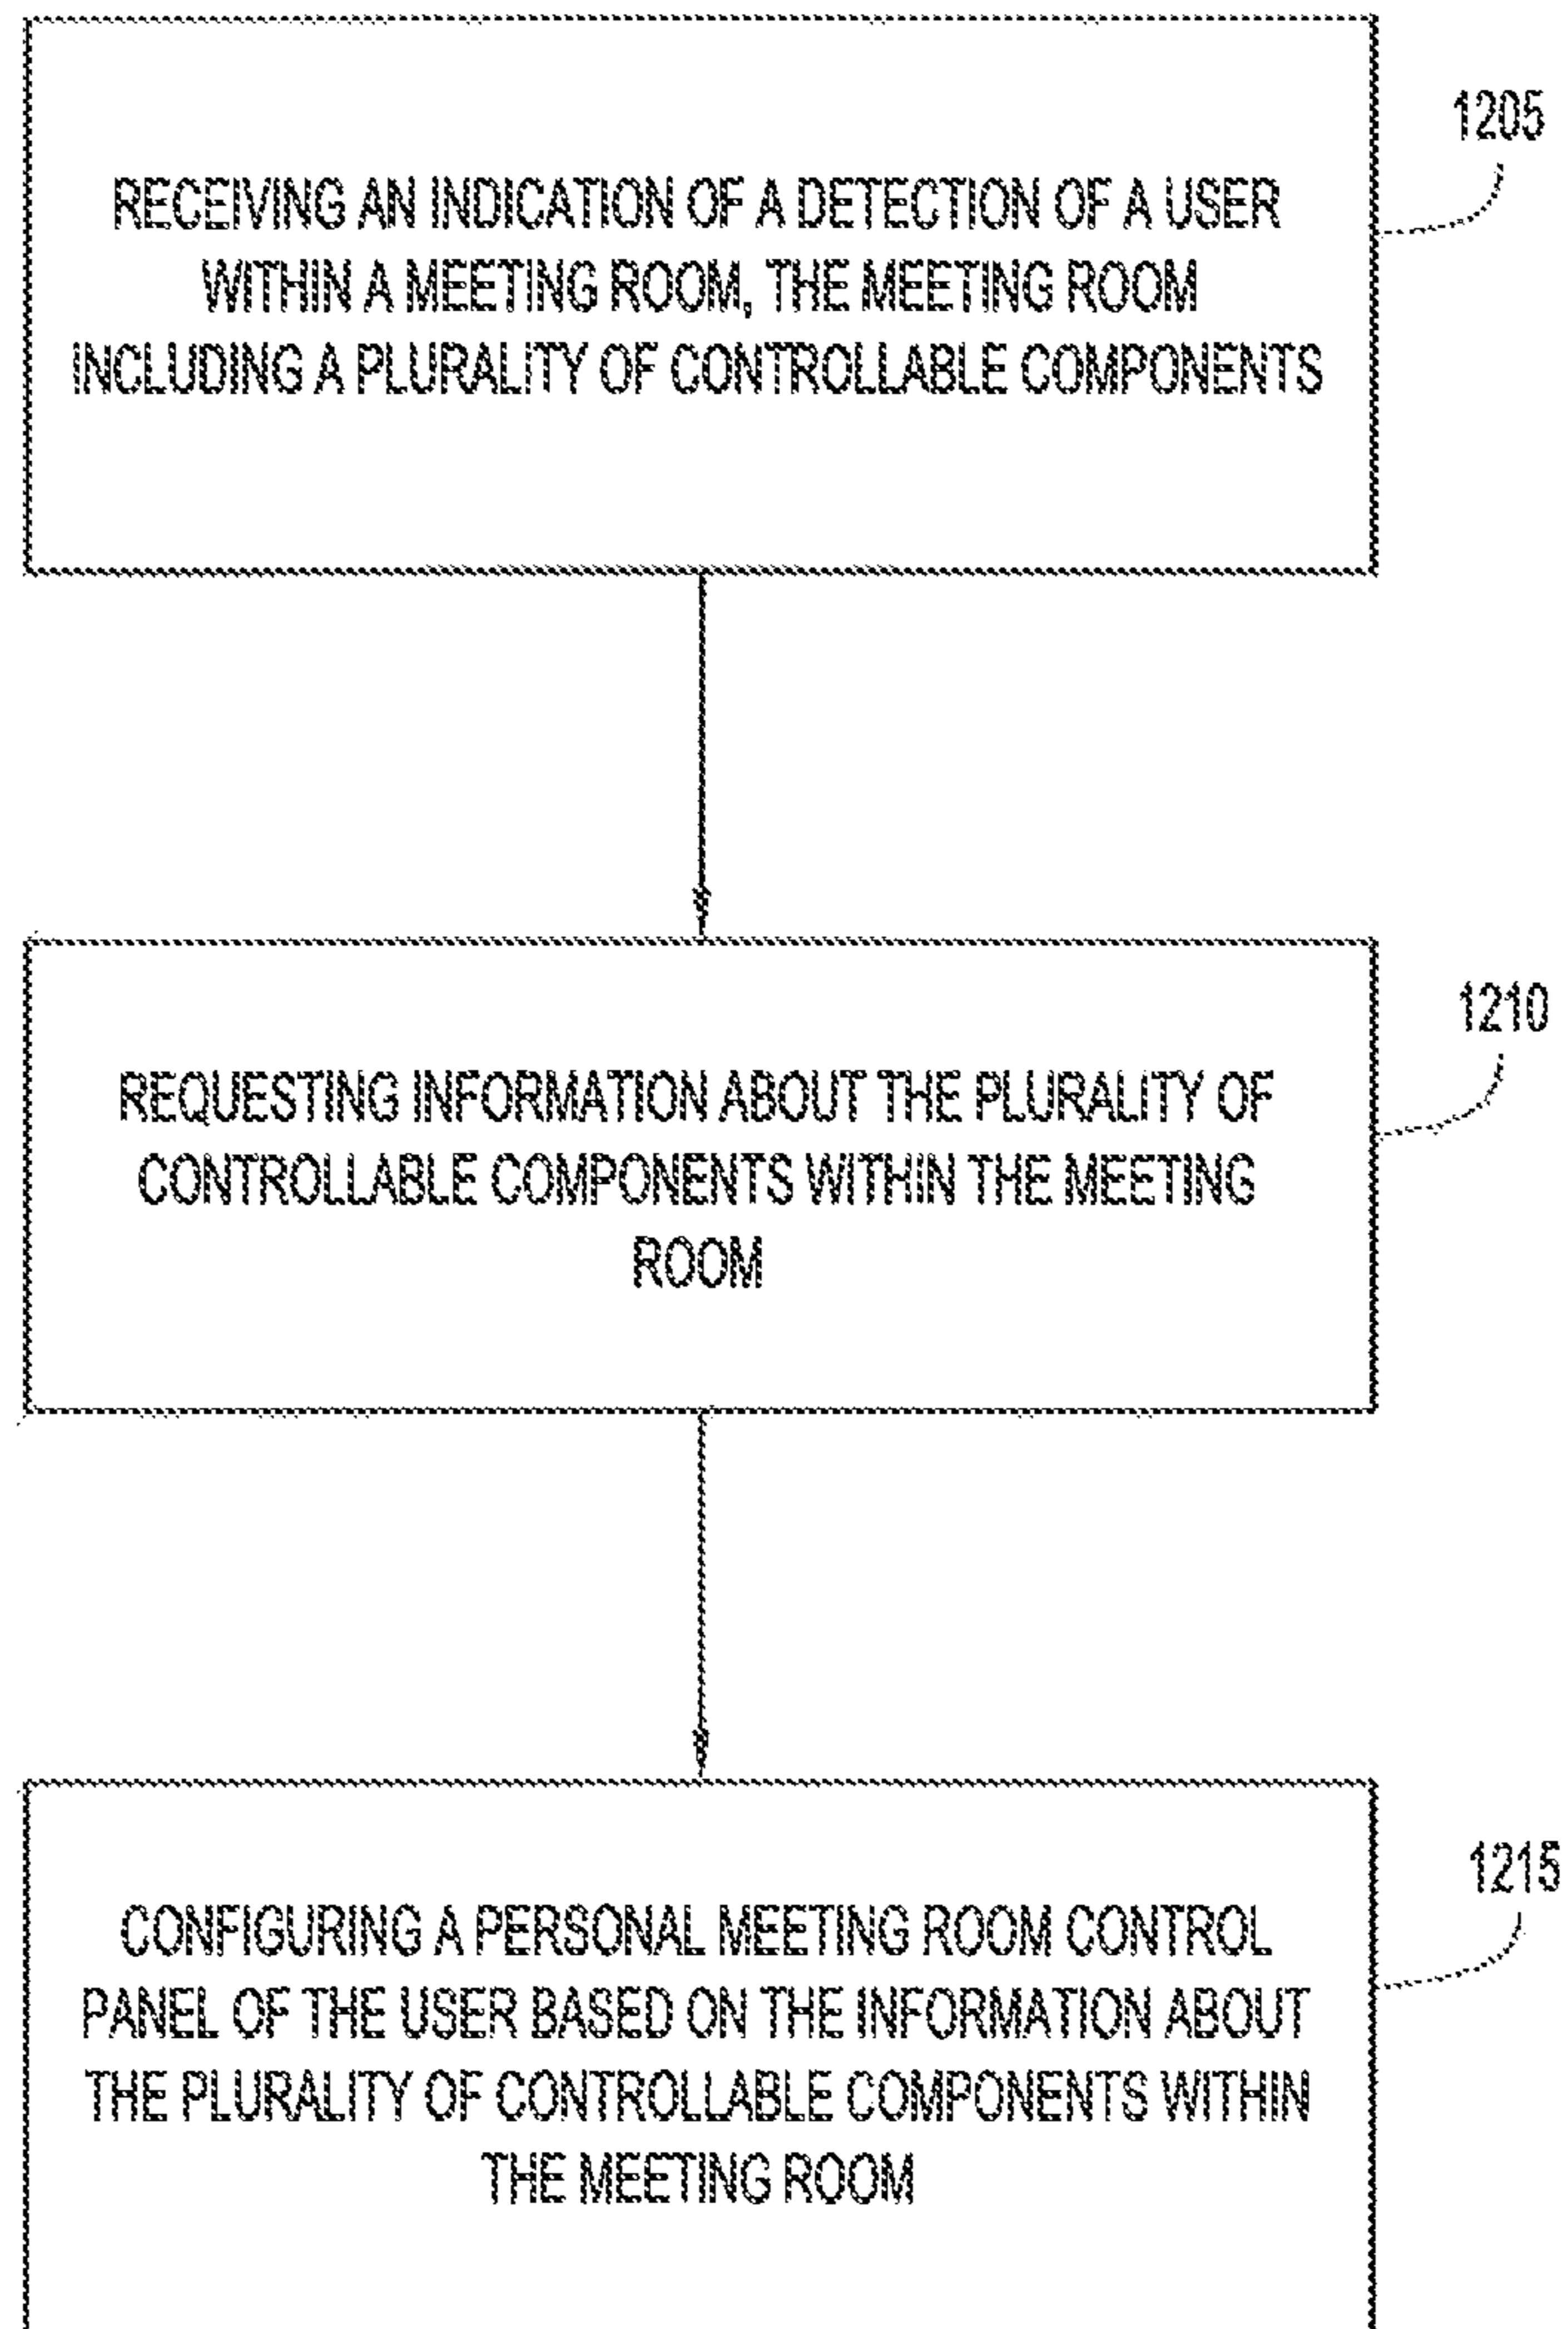 1205
RECEIVING AN INDICATION OF A DETECTION OF A USER
WITHIN A MEETING ROOM, THE MEETING ROOM
INCLUDING A PLURALITY OF CONTROLLABLE COMPONENTS
1210
REQUESTING INFORMATION ABOUT THE PLURALITY OF
CONTROLLABLE COMPONENTS WITHIN THE MEETING
ROOM
1215
CONFIGURING A PERSONAL MEETING ROOM CONTROL
PANEL OF THE USER BASED ON THE INFORMATION ABOUT
THE PLURALITY OF CONTROLLABLE COMPONENTS WITHIN
THE MEETING ROOM